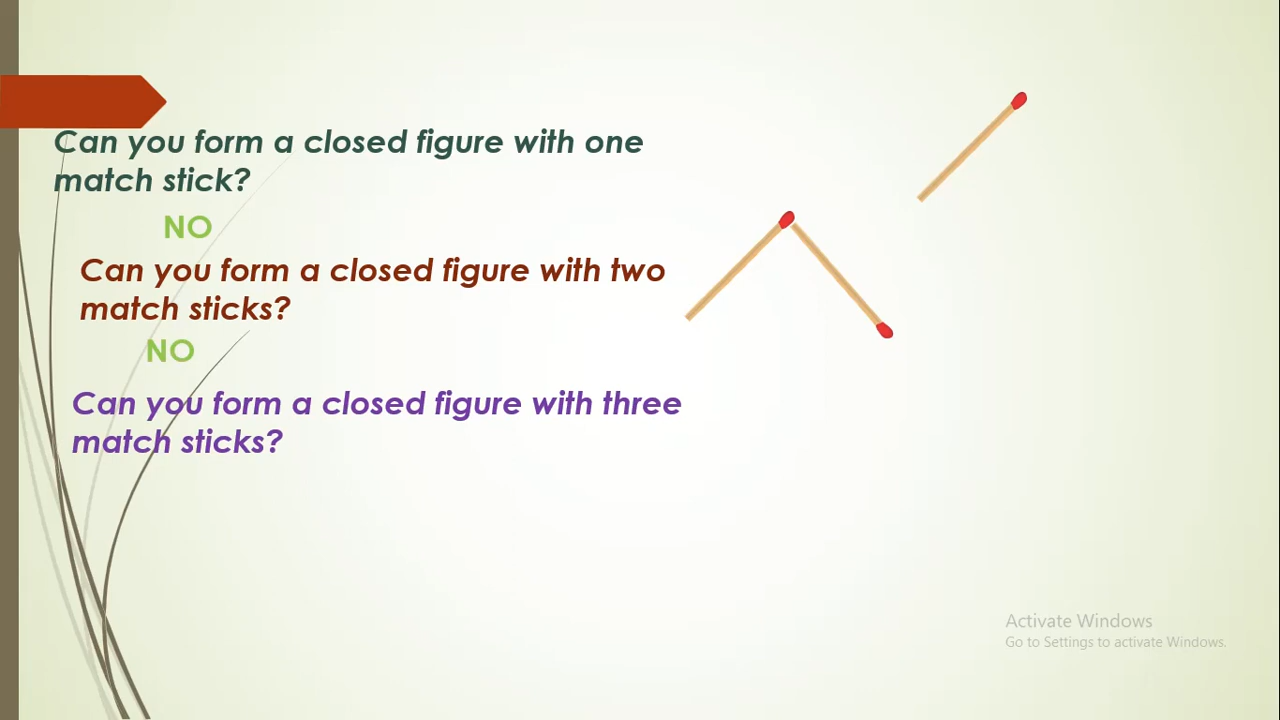 Can you form a closed figure with one
match stick?
NO
Can you form a closed figure with two
match sticks?
NO
Can you form a closed figure with three
match sticks?
Activate Windows
Go to Settings to activate Windows.